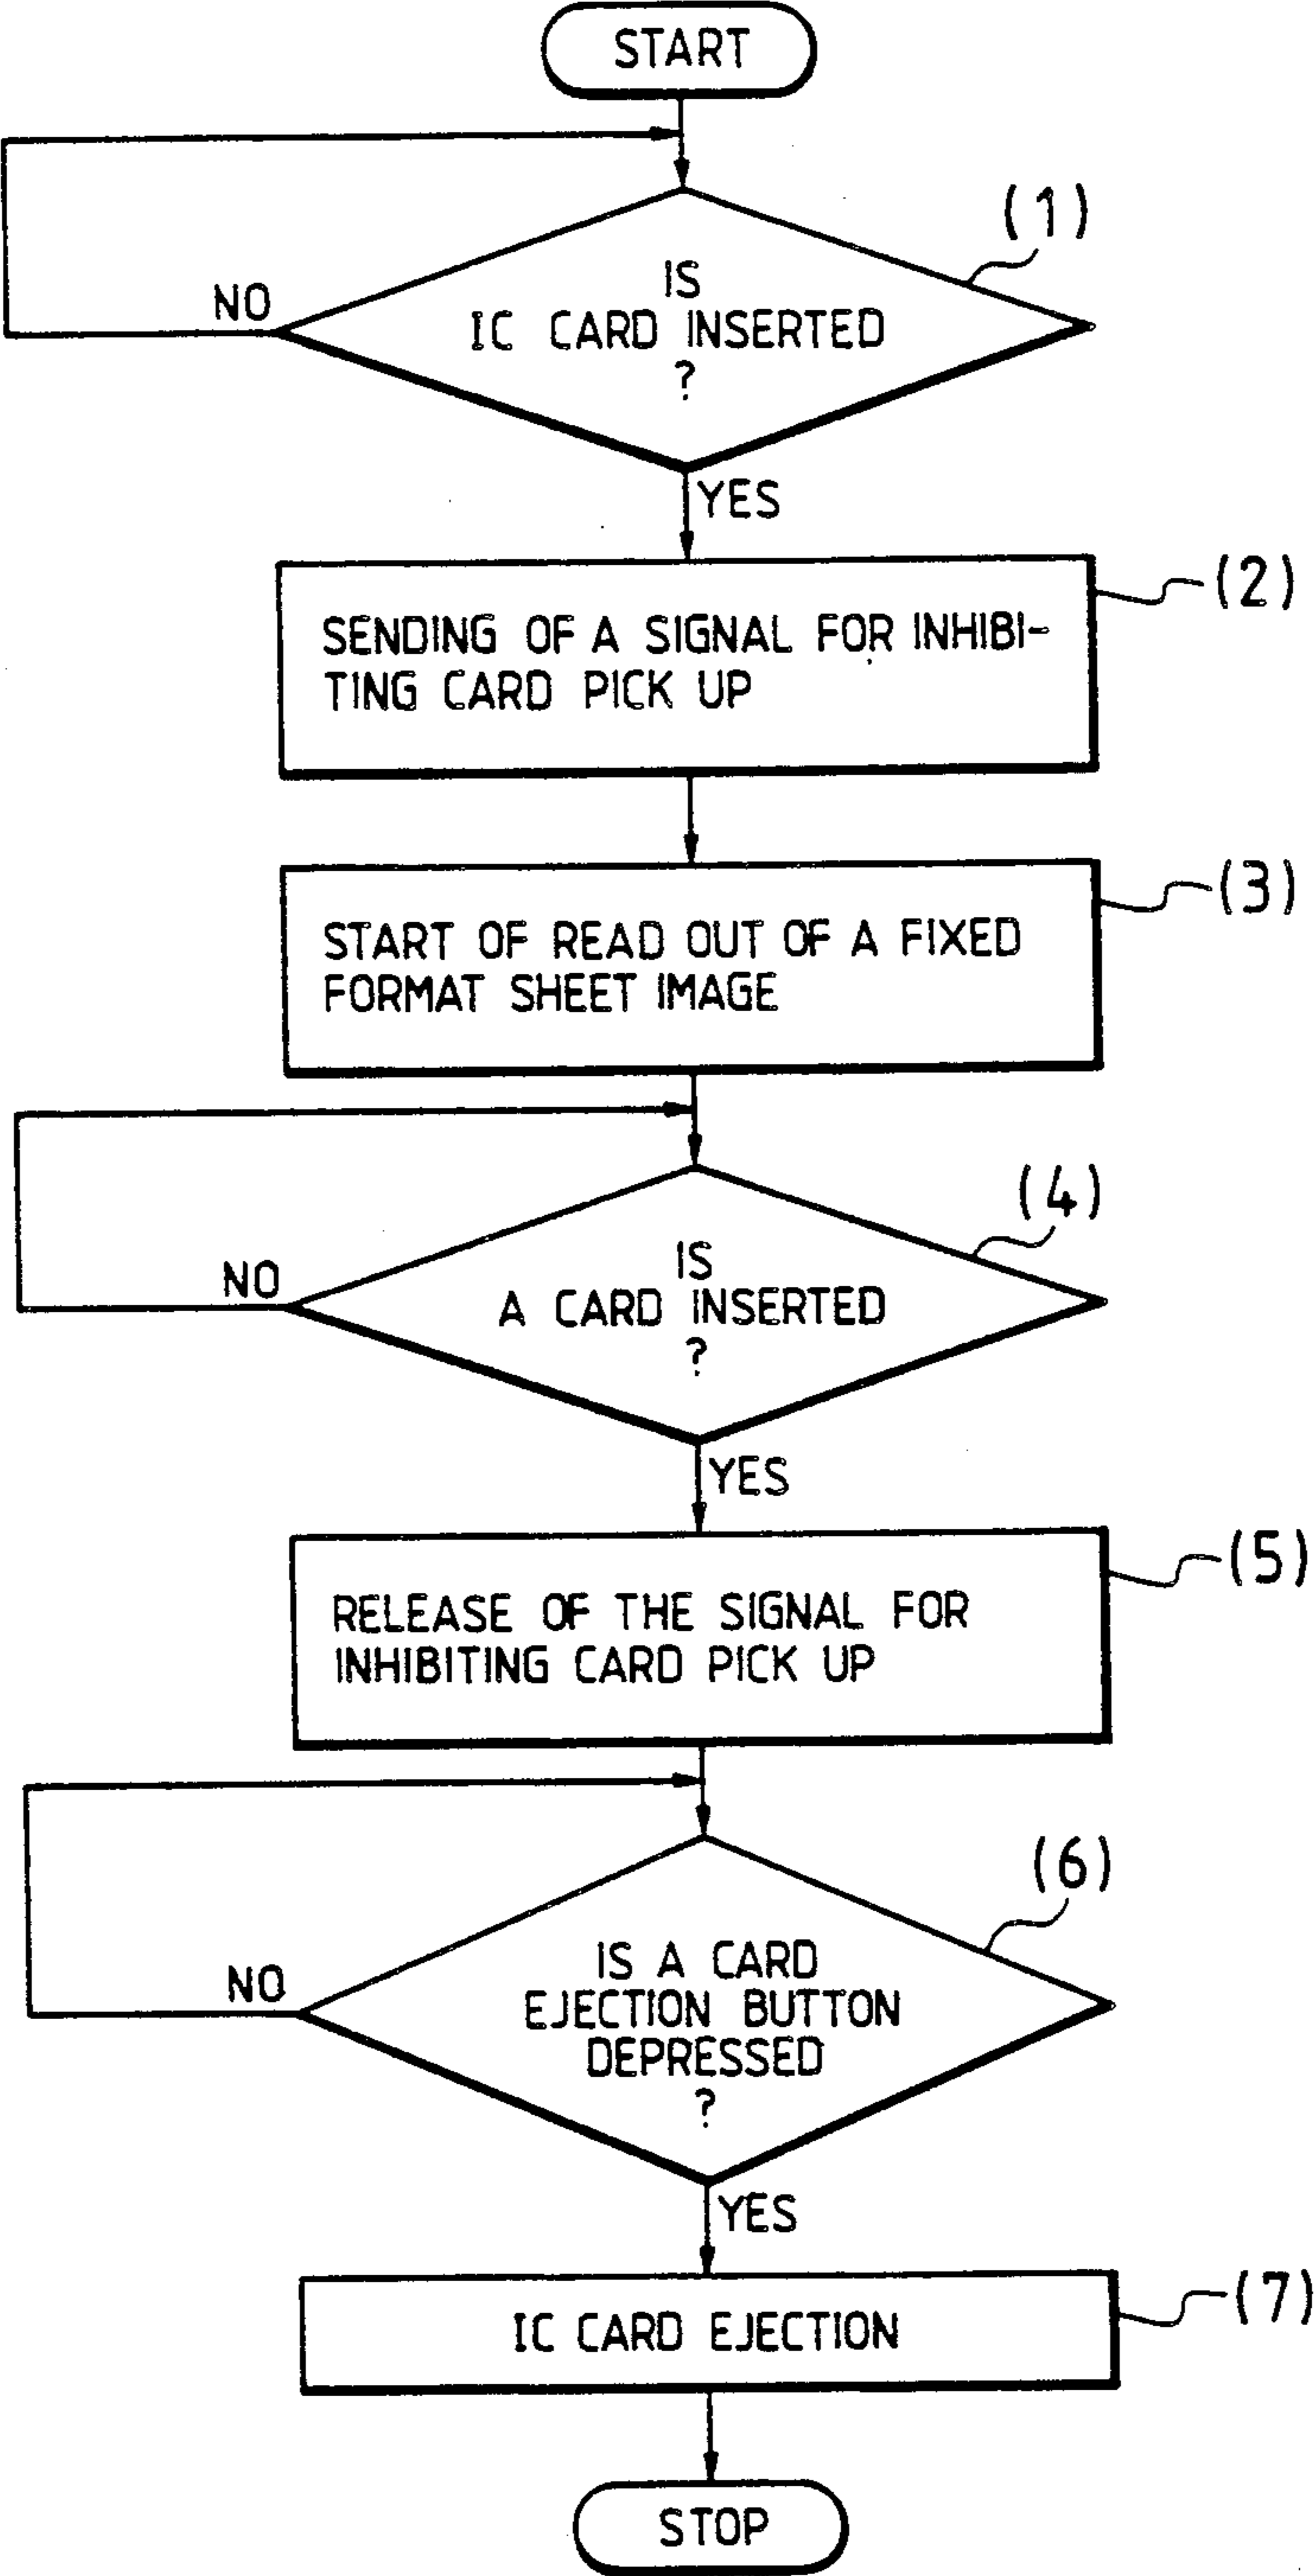 START
(1)
NO
IS
IC CARD INSERTED
?
YES
(2)
SENDING OF A SIGNAL FOR INHIBI-
TING CARD PICK UP
(3)
START OF READ OUT OF A FIXED
FORMAT SHEET IMAGE
(4)
NO
IS
A CARD INSERTED
?
YES
(5)
RELEASE OF THE SIGNAL FOR
INHIBITING CARD PICK UP
(6)
NO
IS A CARD
EJECTION BUTTON
DEPRESSED
?
YES
(7)
IC CARD EJECTION
STOP